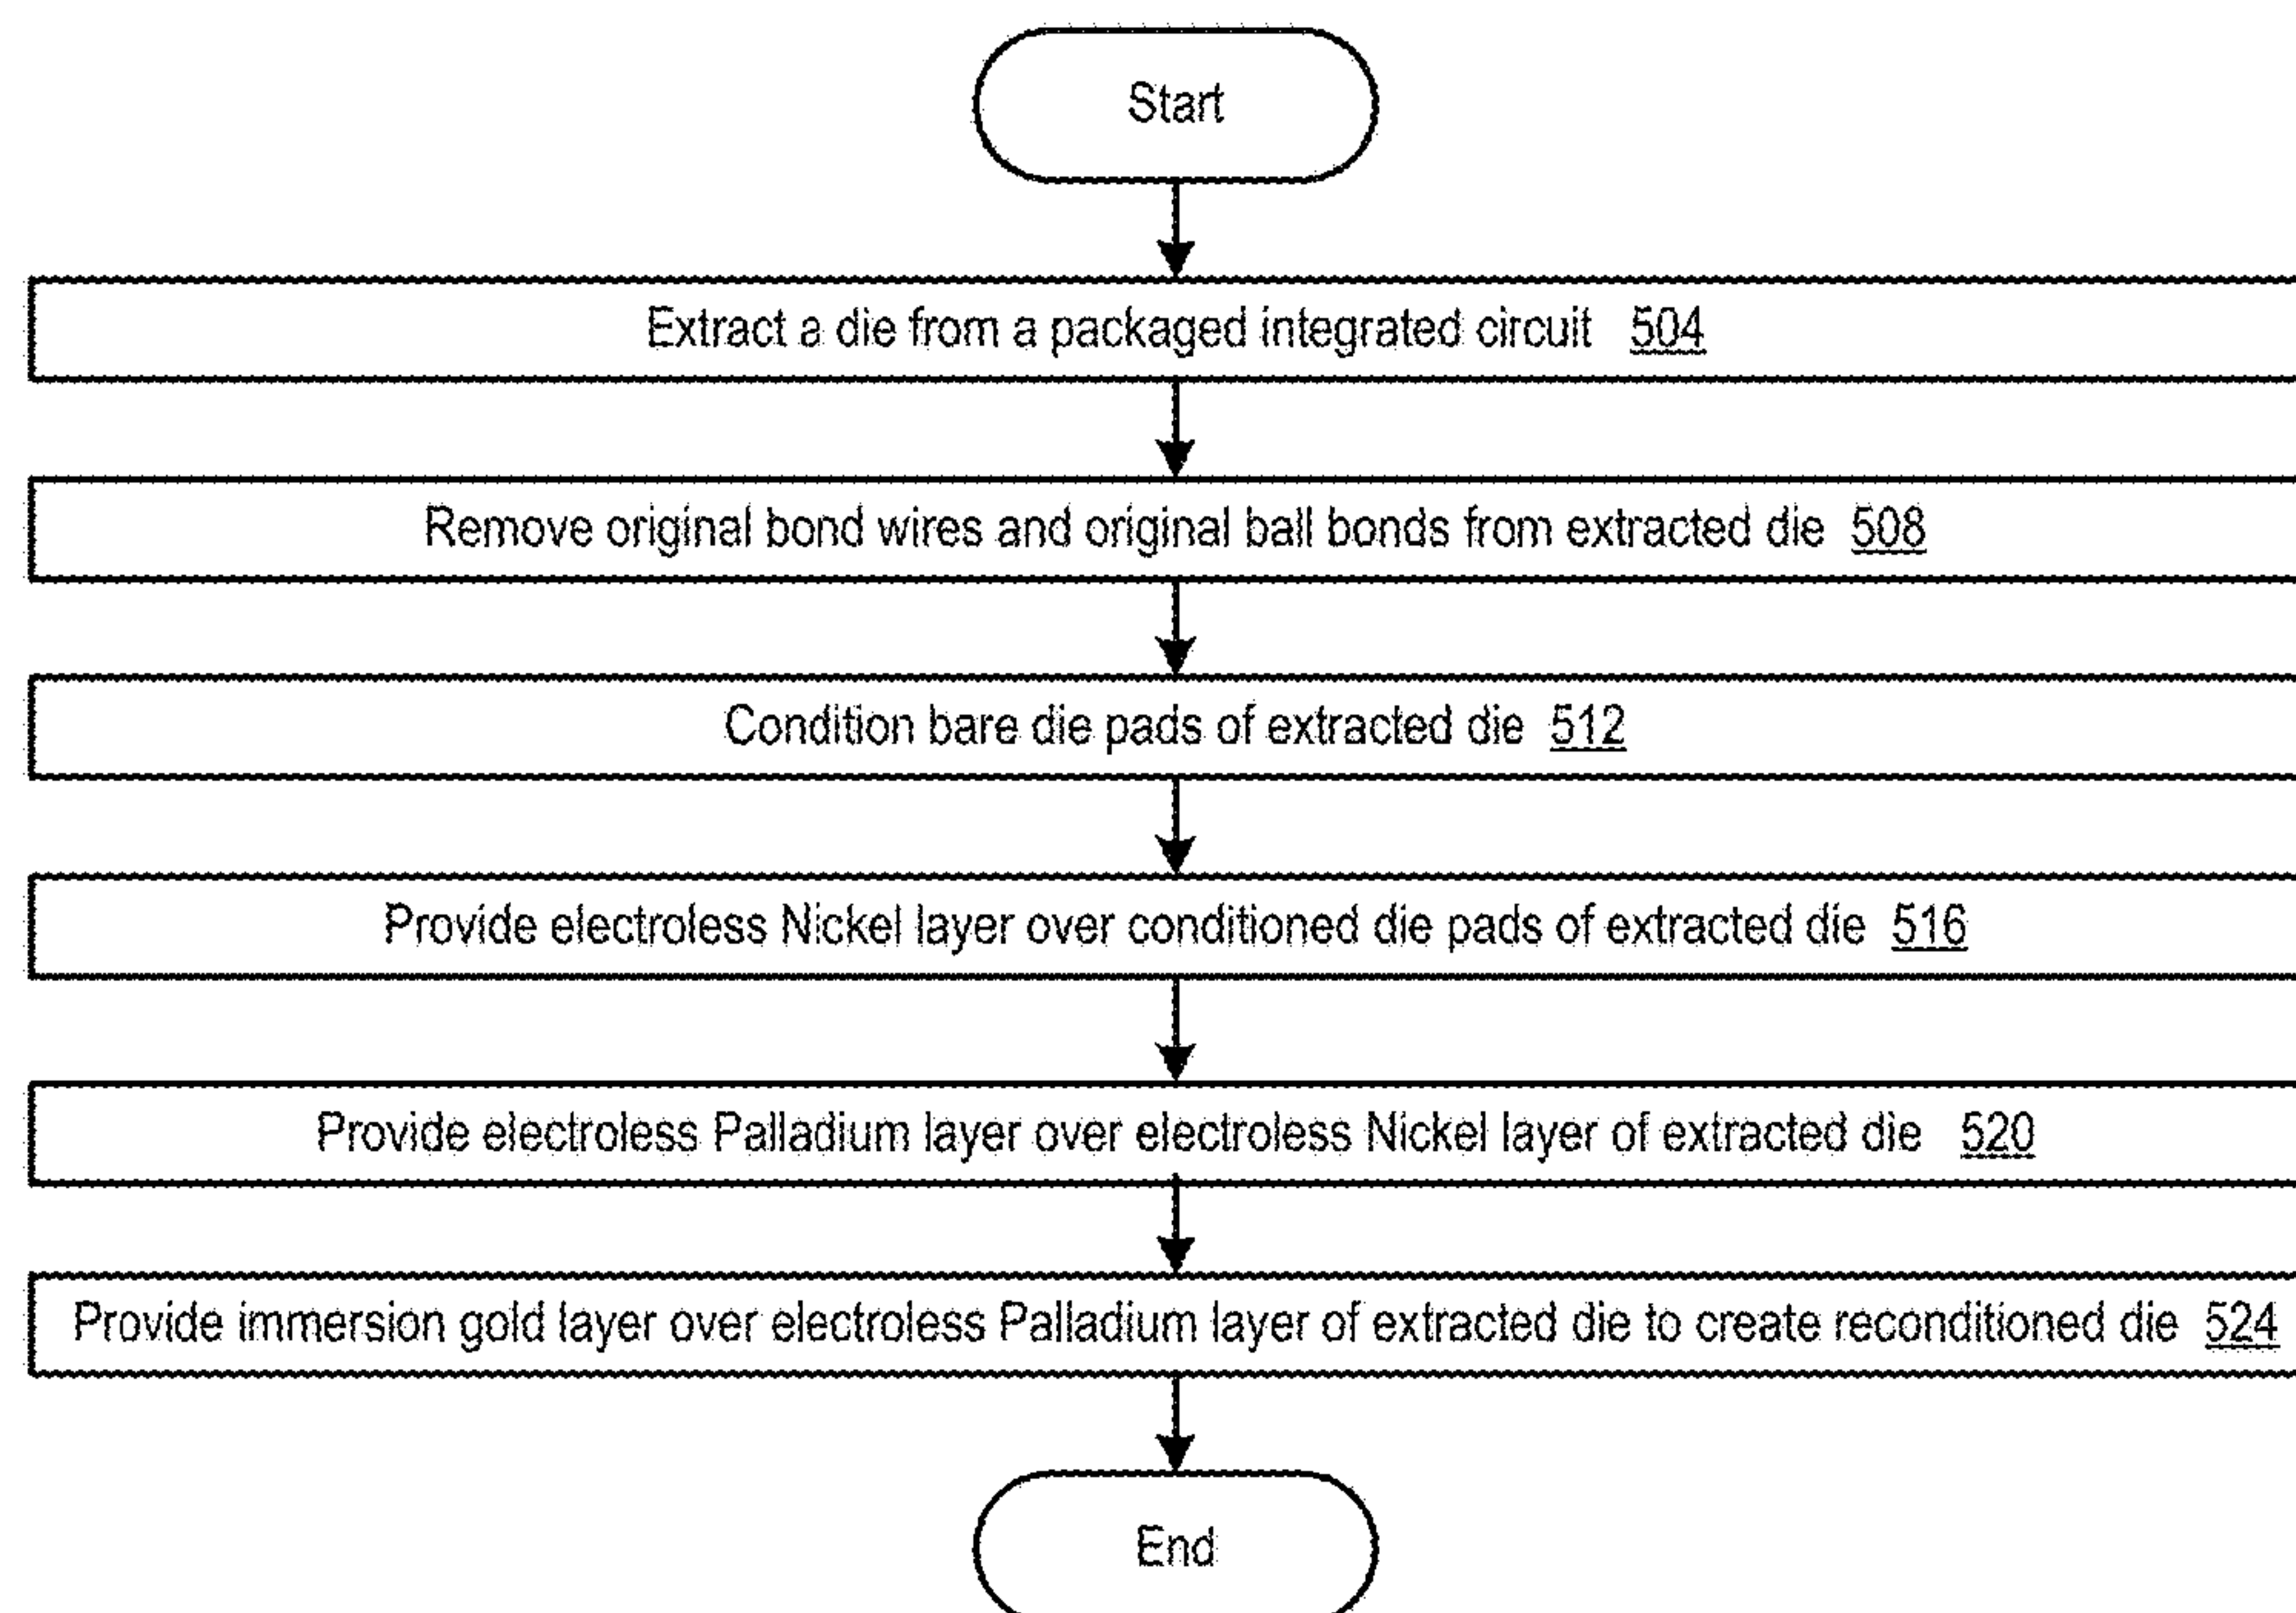 Start
Extract a die from a packaged integrated circuit 504
Remove original bond wires and original ball bonds from extracted die 508
Condition bare die pads of extracted die 512
Provide electroless Nickel layer over conditioned die pads of extracted die 516
Provide electroless Palladium layer over electroless Nickel layer of extracted die 520
Provide immersion gold layer over electroless Palladium layer of extracted die to create reconditioned die 524
End